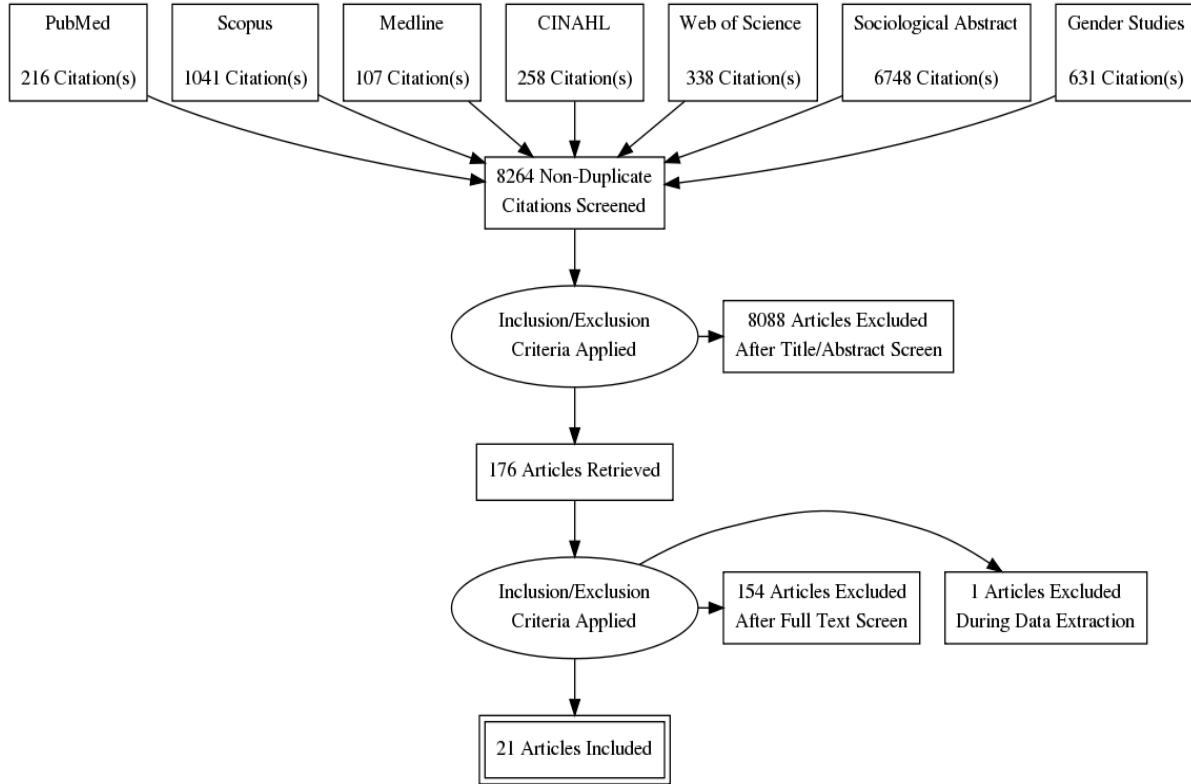 PubMed
216 Citation(s)
Scopus
1041 Citation(s)
Medline
107 Citation(s)
CINAHL
258 Citation(s)
Web of Science
338 Citation(s)
Sociological Abstract
6748 Citation(s)
Gender Studies
631 Citation(s)
8264 Non-Duplicate
Citations Screened
Inclusion/Exclusion
Criteria Applied
8088 Articles Excluded
After Title/Abstract Screen
176 Articles Retrieved
Inclusion/Exclusion
Criteria Applied
154 Articles Excluded
After Full Text Screen
1 Articles Excluded
During Data Extraction
21 Articles Included